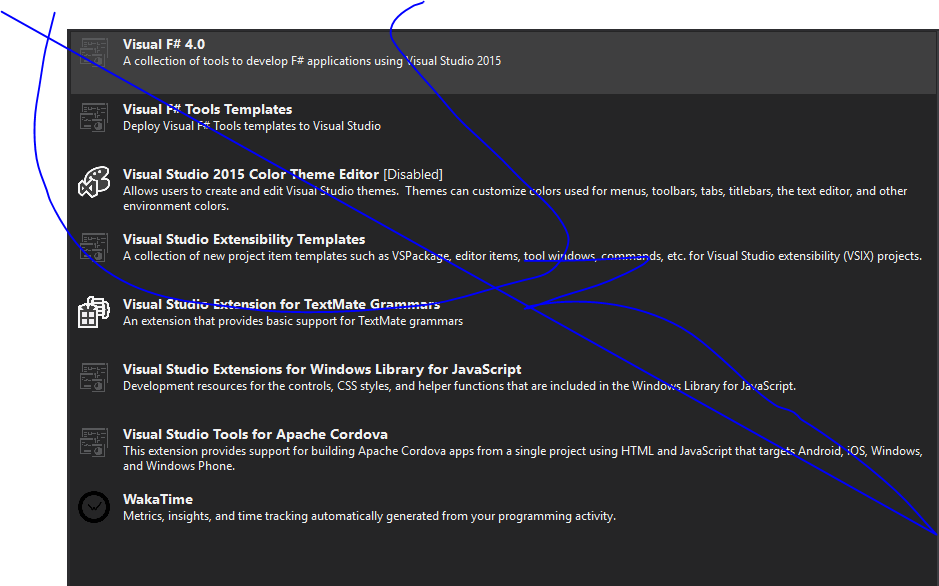 Visual F# 4.0
A collection of tools to develop F# applications using Visual Studio 2015
Visual F# Tools Templates
Deploy Visual F# Tools templates to Visual Studio
Visual Studio 2015 Color Theme Editor [Disabled]
Allows users to create and edit Visual Studio themes.  Themes can customize colors used for menus, toolbars, tabs, titlebars, the text editor, and other
environment colors.
Visual Studio Extensibility Templates
A collection of new project item templates such as VSPackage, editor items, tool windows, commands, etc. for Visual Studio extensibility (VSIX) projects.
Visual Studio Extension for TextMate Grammars
An extension that provides basic support for TextMate grammars
Visual Studio Extensions for Windows Library for JavaScript
Development resources for the controls, CSS styles, and helper functions that are included in the Windows Library for JavaScript.
Visual Studio Tools for Apache Cordova
This extension provides support for building Apache Cordova apps from a single project using HTML and JavaScript that targets Android, iOS, Windows,
and Windows Phone.
WakaTime
Metrics, insights, and time tracking automatically generated from your programming activity.